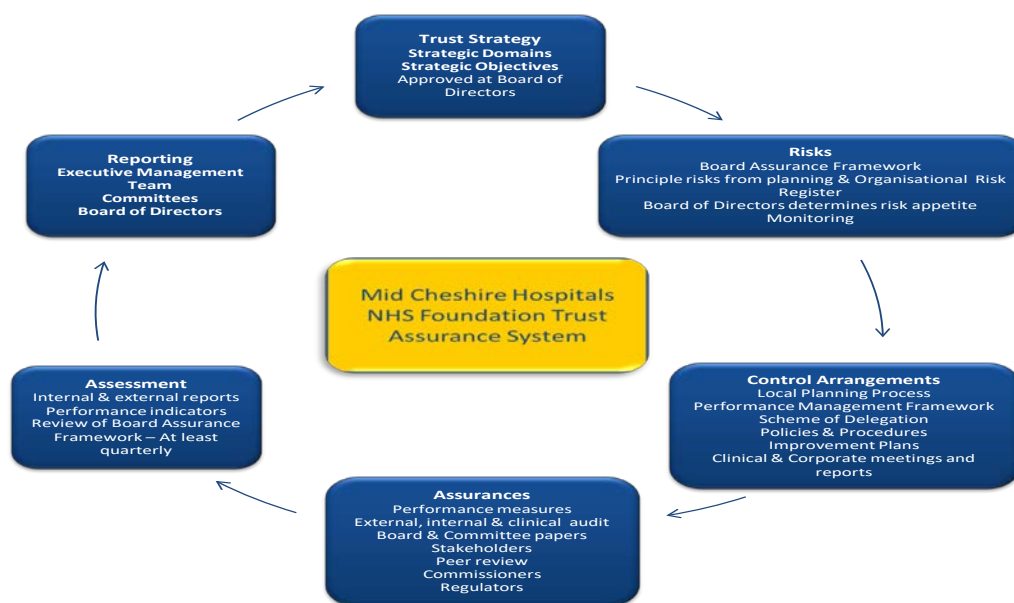 Trust Strategy
Strategic Domains
Strategic Objectives
Approved at Board of
Directors
Risks
Board Assurance Framework
Principle risks from planning & Organisational Risk
Register
Board of Directors determines risk appetite
Monitoring
Control Arrangements
Local Planning Process
Performance Management Framework
Scheme of Delegation
Policies & Procedures
Improvement Plans
Clinical & Corporate meetings and
reports
Assurances
Performance measures
External, internal & clinical audit
Board & Committee papers
Stakeholders
Peer review
Commissioners
Regulators
Assessment
Internal & external reports
Performance indicators
Review of Board Assurance
Framework – At least
quarterly
Reporting
Executive Management
Team
Committees
Board of Directors
Mid Cheshire Hospitals
NHS Foundation Trust
Assurance System